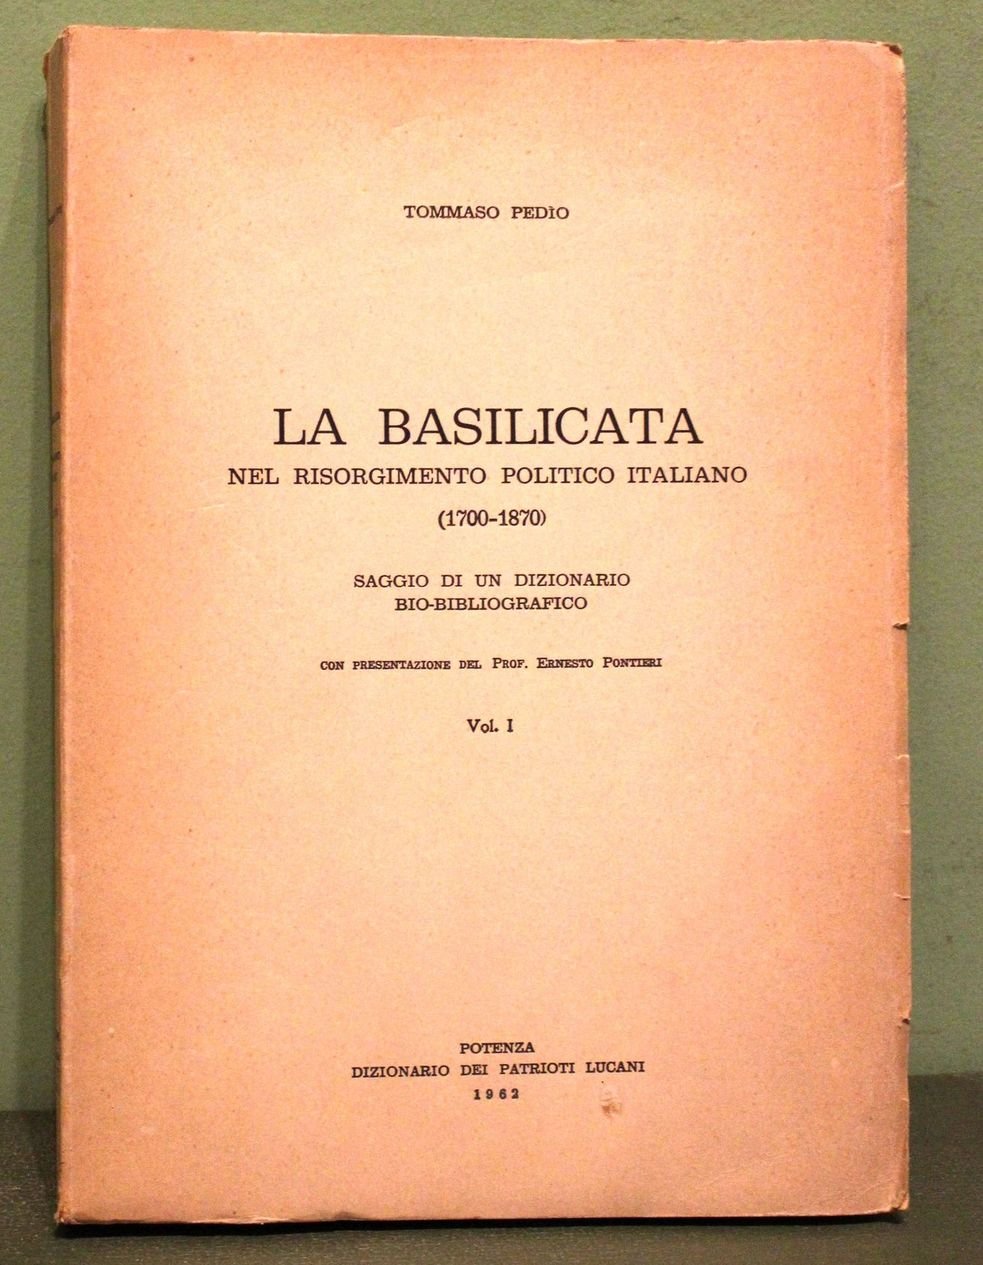 TOMMASO PEDÌO
LA BASILICATA
NEL RISORGIMENTO POLITICO ITALIANO
(1700-1870)
SAGGIO DI UN DIZIONARIO
BIO-BIBLIOGRAFICO
CON PRESENTAZIONE DEL PROF. ERNESTO PONTIERI
Vol. I
POTENZA
DIZIONARIO DEI PATRIOTI LUCANI
1962